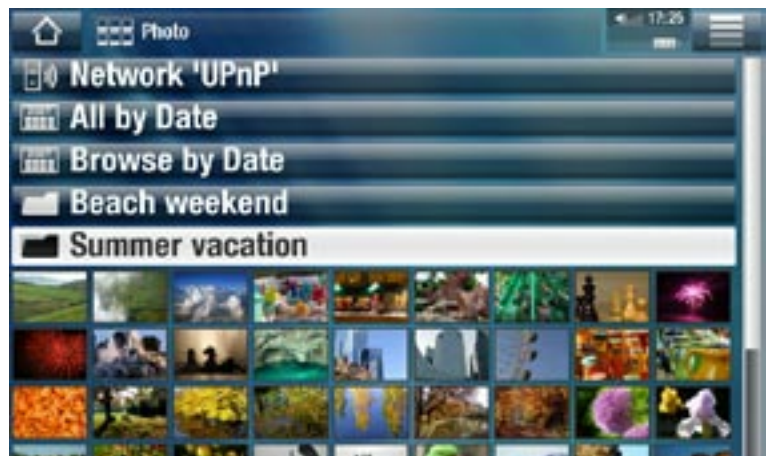 Photo
17:25
Network 'UPnP'
All by Date
Browse by Date
Beach weekend
Summer vacation